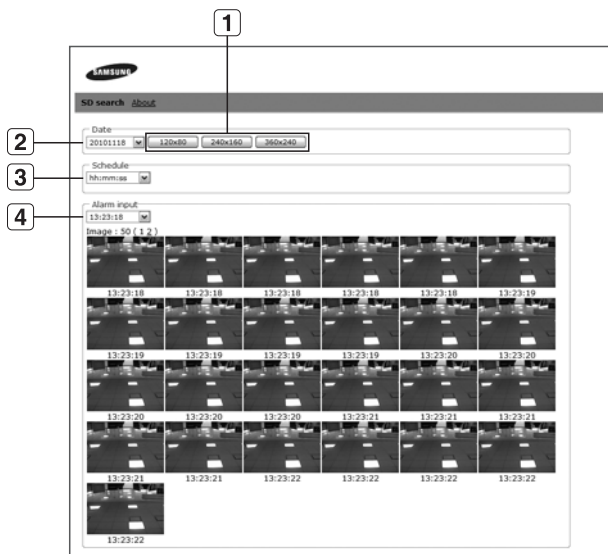 1
SAMSUNG
SD search About
Date
2
20101118 120x80 240x160 360x240
Schedule
3
hh:mm:ss
Alarm input
4
13:23:18
Image : 50 ( 1 2 )
13:23:18 13:23:18 13:23:18 13:23:18 13:23:18 13:23:19
13:23:19 13:23:19 13:23:19 13:23:19 13:23:20 13:23:20
13:23:20 13:23:20 13:23:20 13:23:21 13:23:21 13:23:21
13:23:21 13:23:21 13:23:22 13:23:22 13:23:22 13:23:22
13:23:22